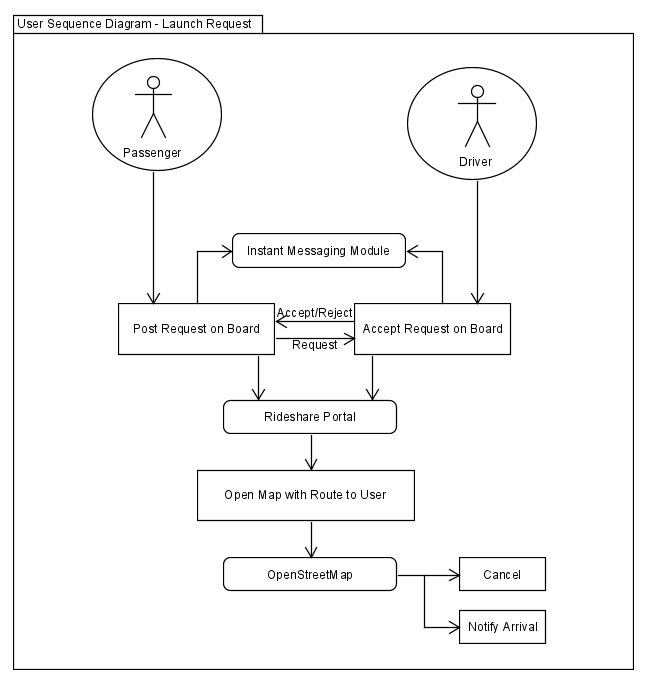 User Sequence Diagram - Launch Request
Passenger
Driver
Instant Messaging Module
Accept/Reject
Post Request on Board
Accept Request on Board
Request
Rideshare Portal
Open Map with Route to User
OpenStreetMap
Cancel
Notify Arrival